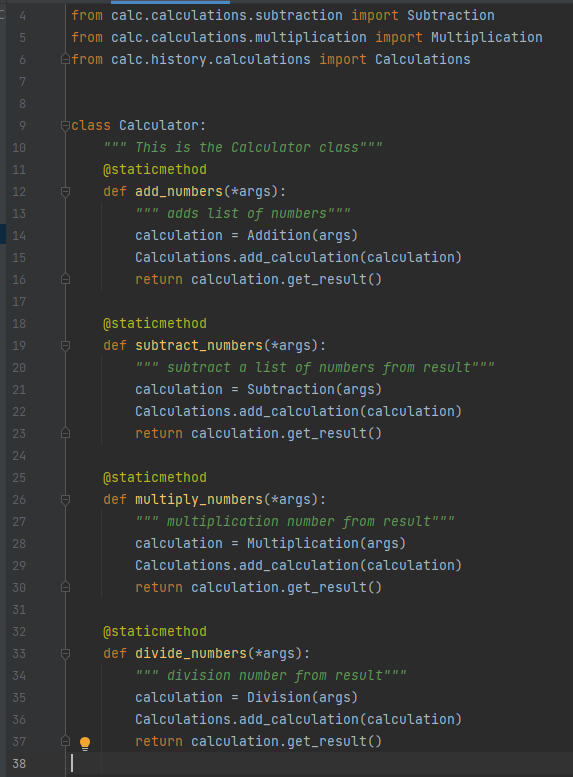 4 from calc.calculations.subtraction import Subtraction
5 from calc.calculations.multiplication import Multiplication
6 from calc.history.calculations import Calculations
7
8
9 class Calculator:
10     """ This is the Calculator class"""
11     @staticmethod
12     def add_numbers(*args):
13         """ adds list of numbers"""
14         calculation = Addition(args)
15         Calculations.add_calculation(calculation)
16         return calculation.get_result()
17
18     @staticmethod
19     def subtract_numbers(*args):
20         """ subtract a list of numbers from result"""
21         calculation = Subtraction(args)
22         Calculations.add_calculation(calculation)
23         return calculation.get_result()
24
25     @staticmethod
26     def multiply_numbers(*args):
27         """ multiplication number from result"""
28         calculation = Multiplication(args)
29         Calculations.add_calculation(calculation)
30         return calculation.get_result()
31
32     @staticmethod
33     def divide_numbers(*args):
34         """ division number from result"""
35         calculation = Division(args)
36         Calculations.add_calculation(calculation)
37         return calculation.get_result()
38